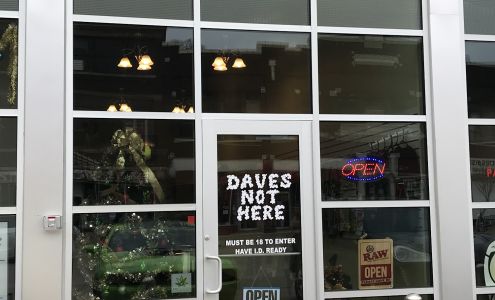 DAVES
NOT
HERE
MUST BE 18 TO ENTER
HAVE I.D. READY
OPEN
OPEN
RAW
OPEN